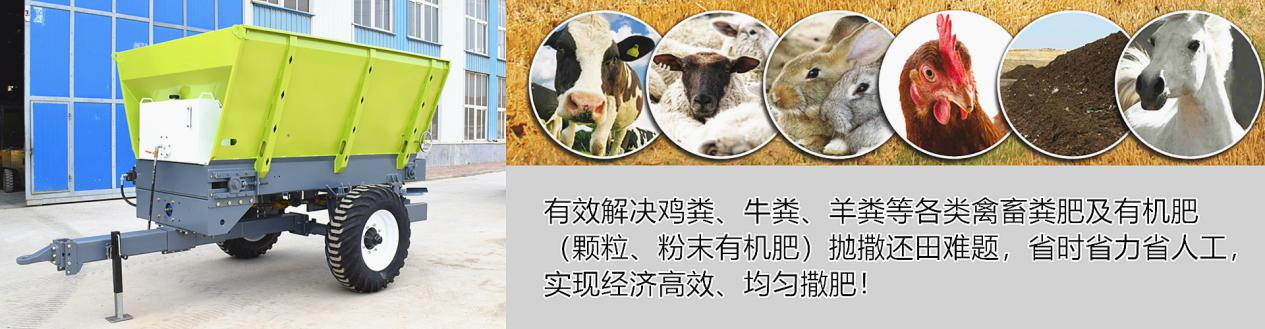 有效解决鸡粪、牛粪、羊粪等各类禽畜粪肥及有机肥
（颗粒、粉末有机肥）抛撒还田难题，省时省力省人工，
实现经济高效、均匀撒肥！